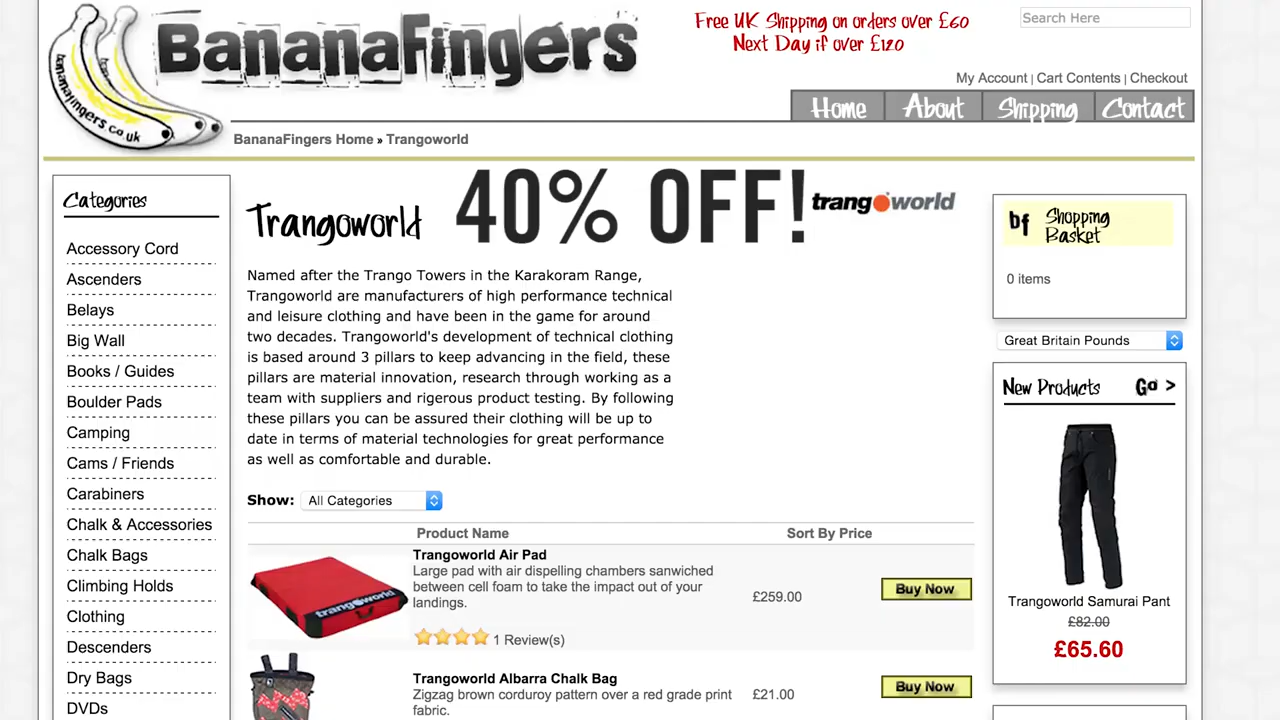 bananafingers.co.uk
BananaFingers
Free UK Shipping on orders over £60
Next Day if over £120
Search Here
My Account | Cart Contents | Checkout
Home
About
Shipping
Contact
BananaFingers Home » Trangoworld
Categories
Accessory Cord
Ascenders
Belays
Big Wall
Books / Guides
Boulder Pads
Camping
Cams / Friends
Carabiners
Chalk & Accessories
Chalk Bags
Climbing Holds
Clothing
Descenders
Dry Bags
DVDs
Trangoworld
40% OFF!
trangoworld
Named after the Trango Towers in the Karakoram Range,
Trangoworld are manufacturers of high performance technical
and leisure clothing and have been in the game for around
two decades. Trangoworld's development of technical clothing
is based around 3 pillars to keep advancing in the field, these
pillars are material innovation, research through working as a
team with suppliers and rigerous product testing. By following
these pillars you can be assured their clothing will be up to
date in terms of material technologies for great performance
as well as comfortable and durable.
Show: All Categories
Product Name
Sort By Price
trangoworld
Trangoworld Air Pad
Large pad with air dispelling chambers sanwiched
between cell foam to take the impact out of your
landings.
1 Review(s)
£259.00
Buy Now
Trangoworld Albarra Chalk Bag
Zigzag brown corduroy pattern over a red grade print
fabric.
£21.00
Buy Now
bf Shopping
Basket
0 items
Great Britain Pounds
New Products Go >
Trangoworld Samurai Pant
£82.00
£65.60